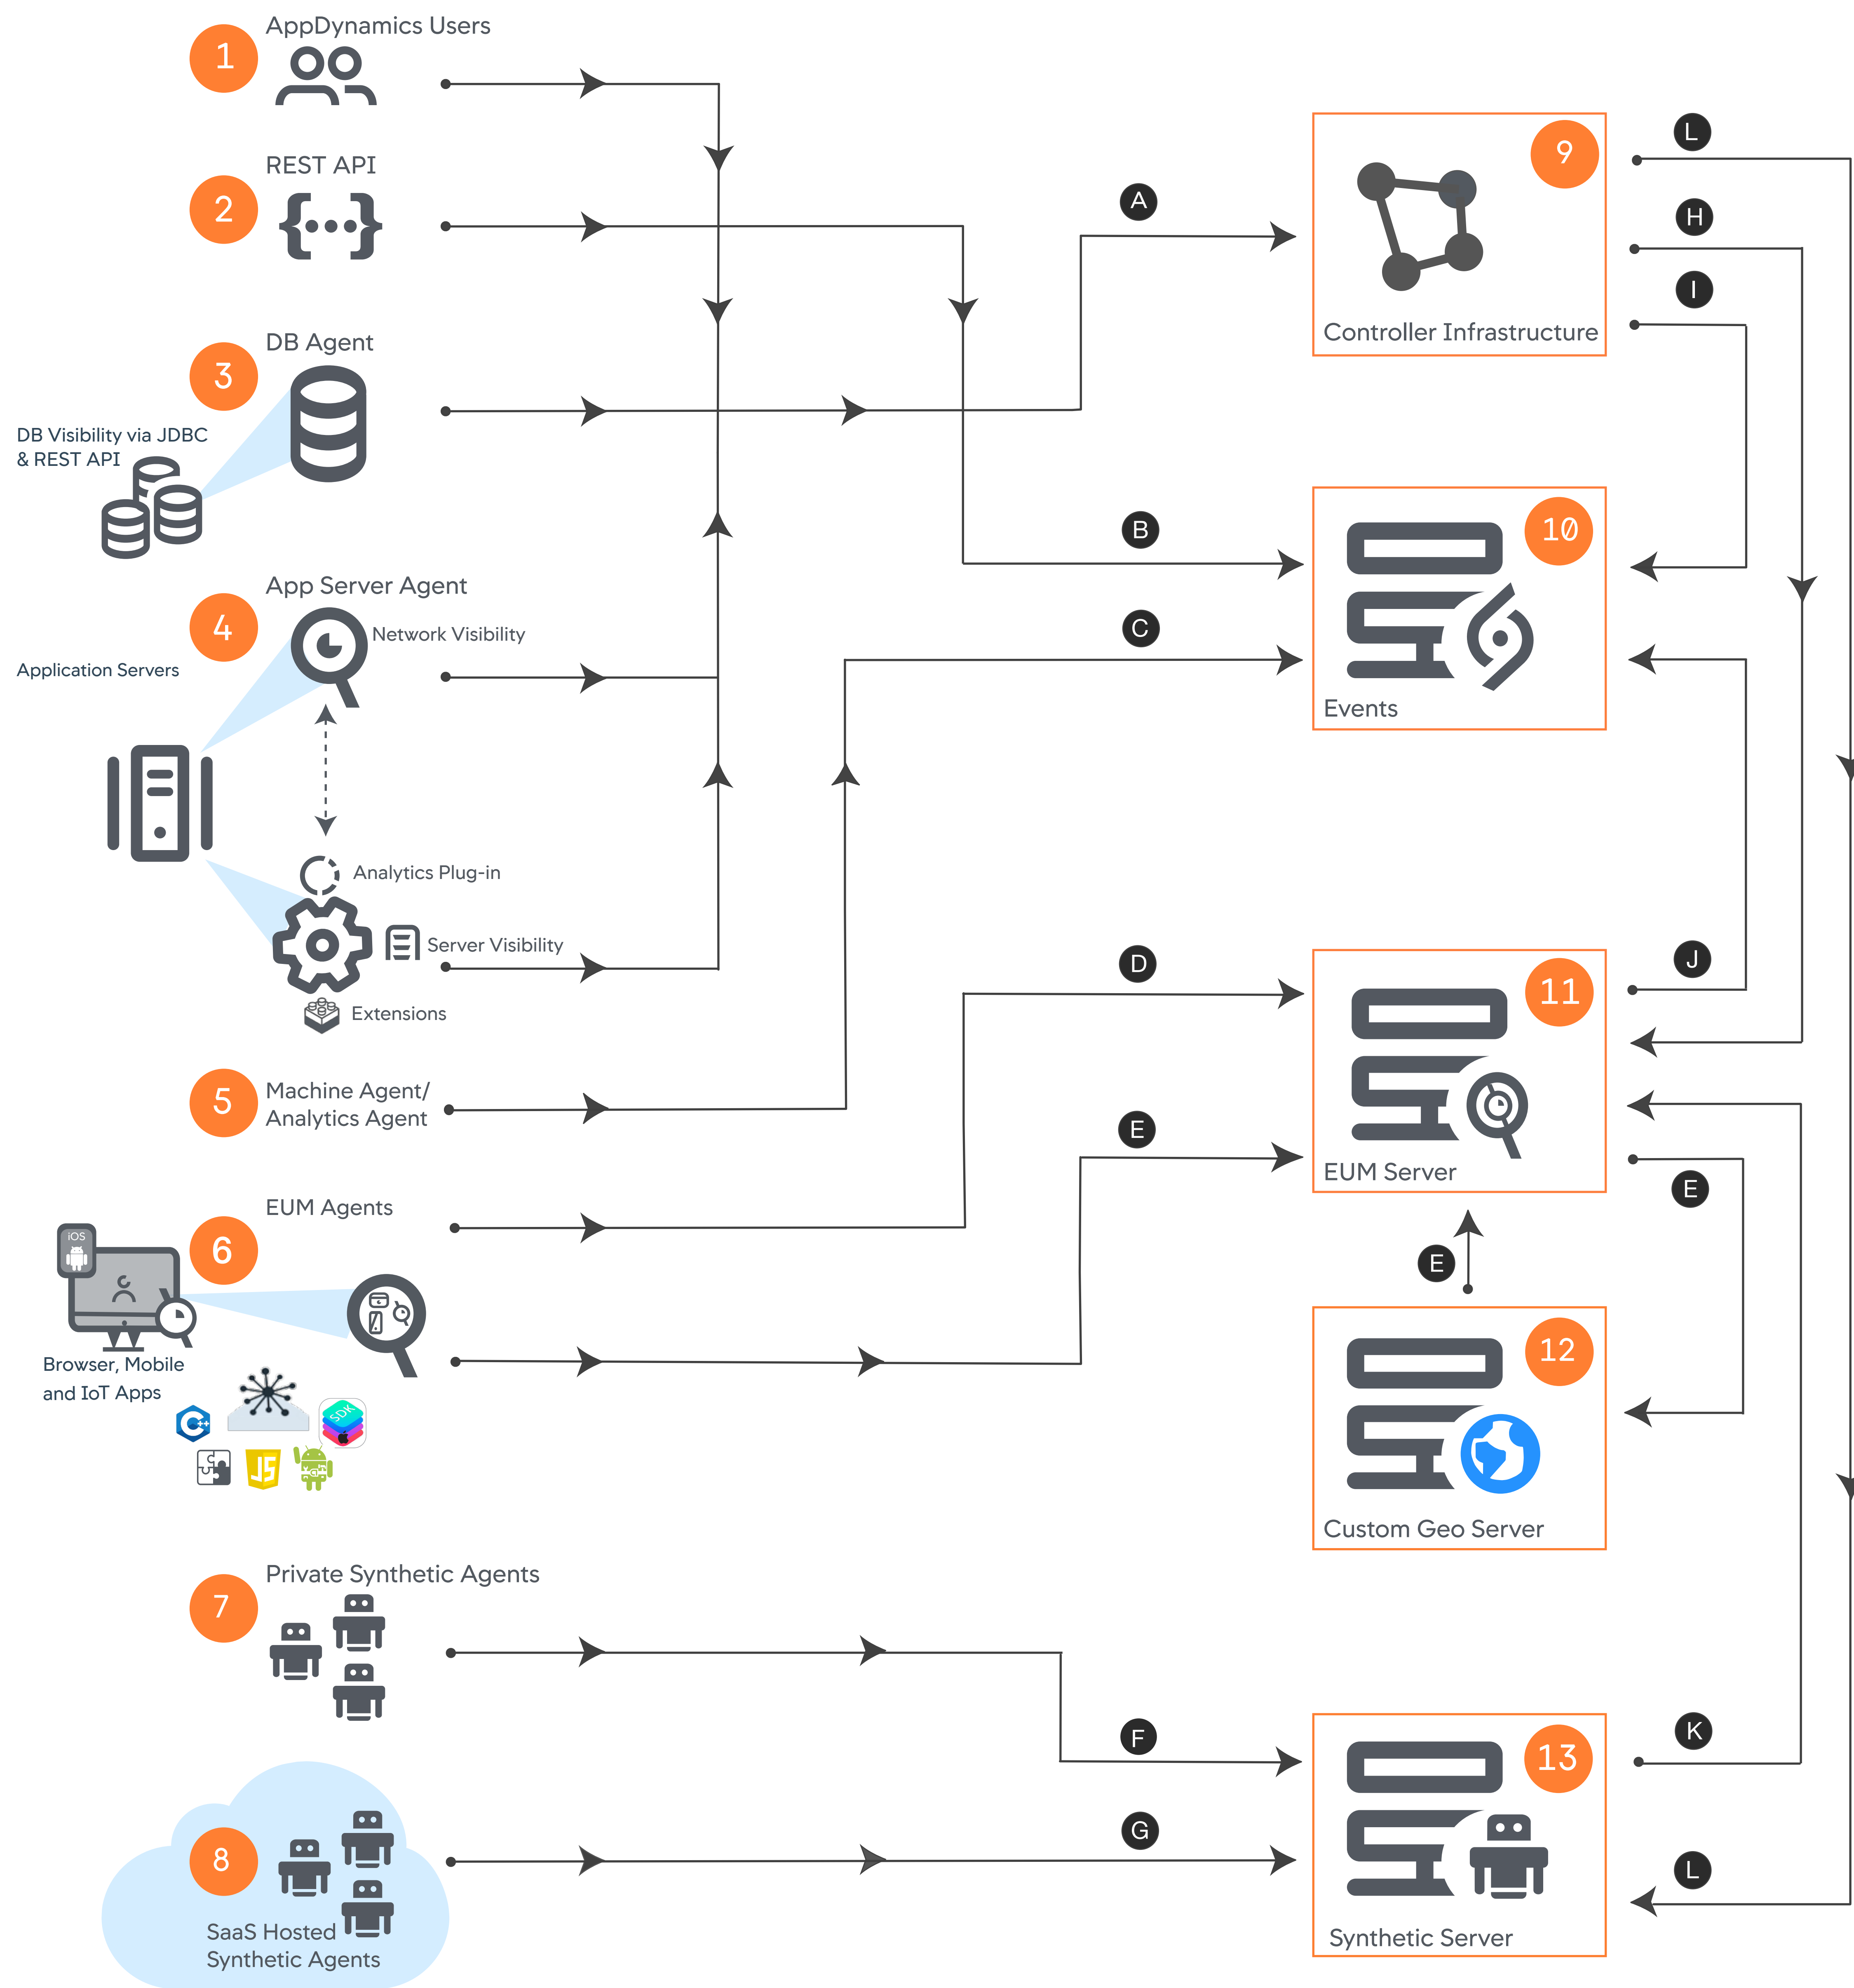 AppDynamics Users
1
REST API
2
DB Agent
3
DB Visibility via JDBC
& REST API
App Server Agent
4
Network Visibility
Application Servers
Analytics Plug-in
Server Visibility
Extensions
5
Machine Agent/
Analytics Agent
EUM Agents
6
iOS
Browser, Mobile
and IoT Apps
C++
SDK
JS
Private Synthetic Agents
7
8
SaaS Hosted
Synthetic Agents
A
B
C
D
E
E
F
G
9
Controller Infrastructure
10
Events
11
EUM Server
12
Custom Geo Server
13
Synthetic Server
L
H
I
J
E
K
L